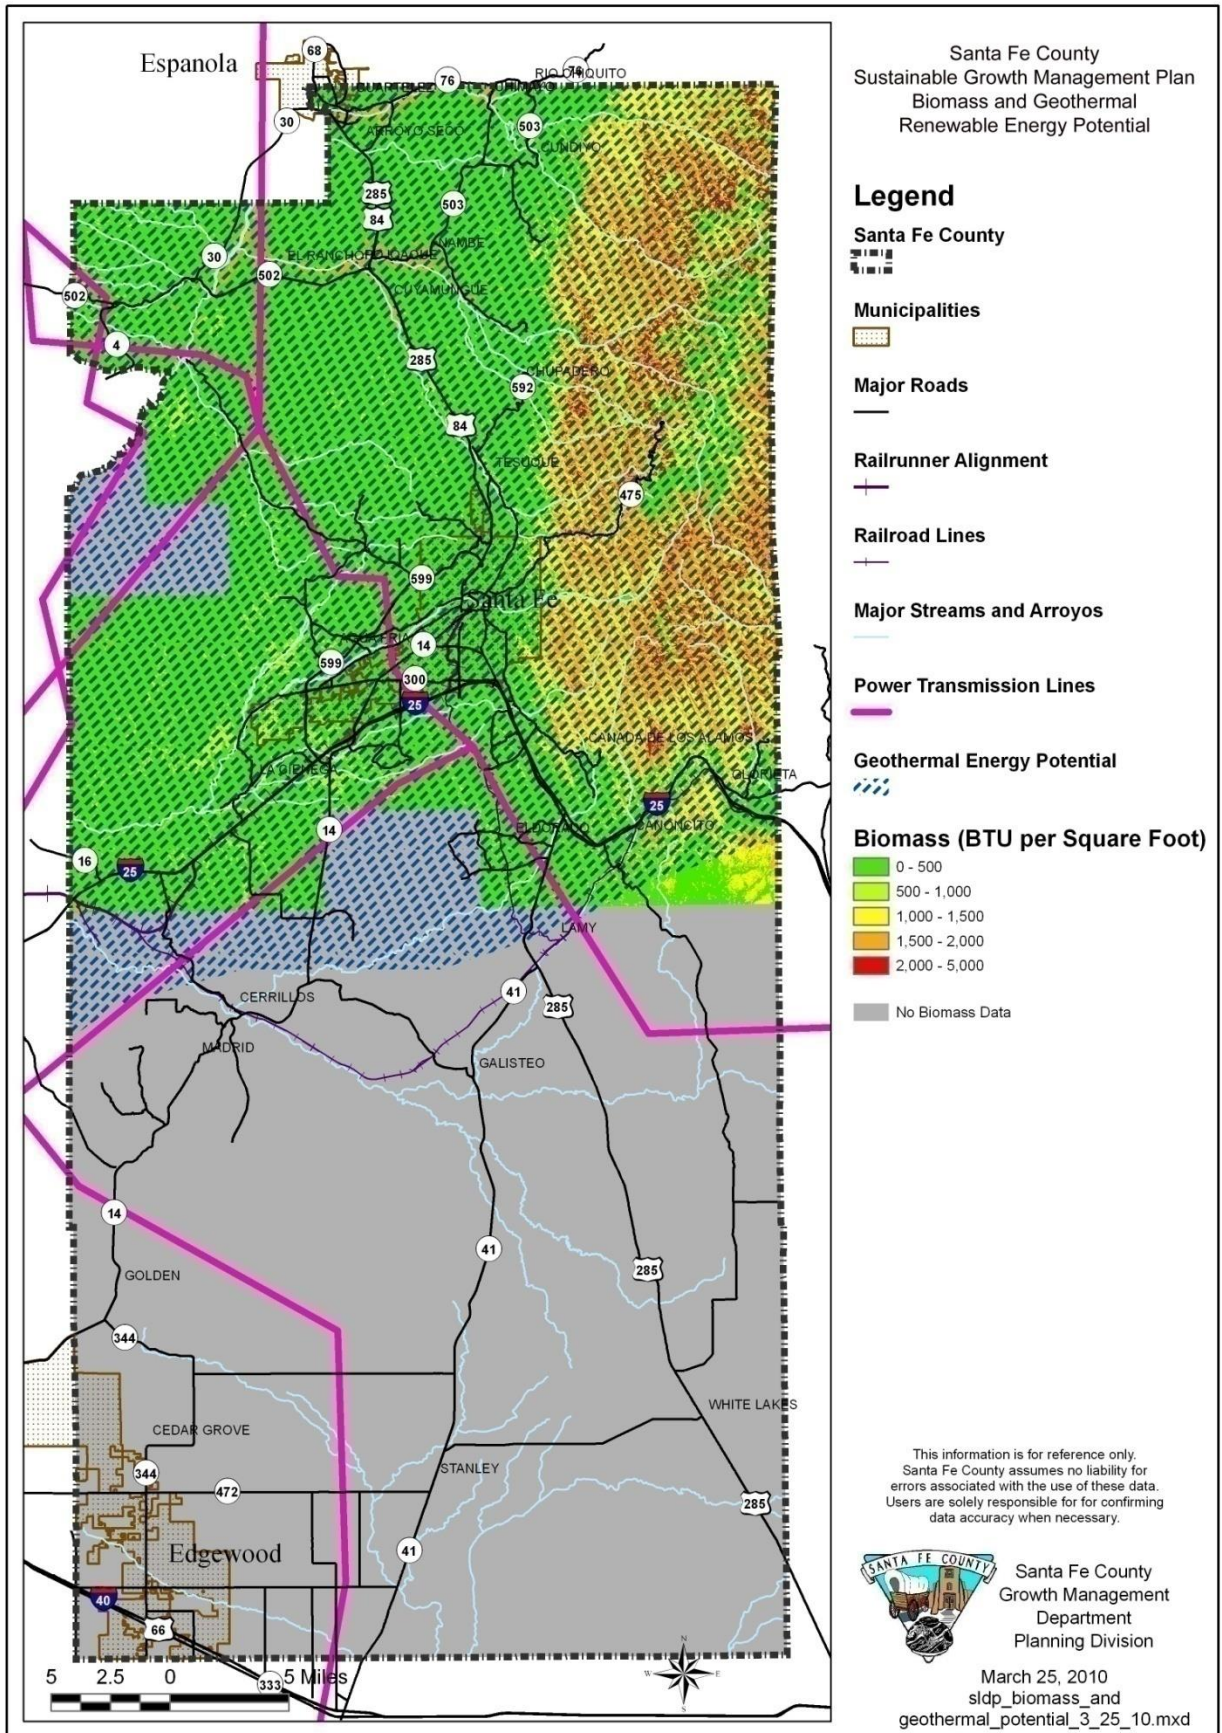 Santa Fe County
Sustainable Growth Management Plan
Biomass and Geothermal
Renewable Energy Potential
Legend
Santa Fe County
Municipalities
Major Roads
Railrunner Alignment
Railroad Lines
Major Streams and Arroyos
Power Transmission Lines
Geothermal Energy Potential
Biomass (BTU per Square Foot)
0 - 500
500 - 1,000
1,000 - 1,500
1,500 - 2,000
2,000 - 5,000
No Biomass Data
This information is for reference only.
Santa Fe County assumes no liability for
errors associated with the use of these data.
Users are solely responsible for for confirming
data accuracy when necessary.
SANTA FE COUNTY
Santa Fe County
Growth Management
Department
Planning Division
March 25, 2010
sldp_biomass_and
geothermal_potential_3_25_10.mxd
Espanola
68
76
RIO CHIQUITO
76
CUARTELEZ
CHIMAYO
30
ARROYO SECO
503
CUNDIYO
285
84
503
NAMBE
30
EL RANCHO
POJOAQUE
502
502
CUYAMUNGUE
4
285
CHUPADERO
592
84
TESUQUE
475
599
Santa Fe
AGUA FRIA
14
599
300
25
CANADA DE LOS ALAMOS
LA CIENEGA
GLORIETA
25
14
ELDORADO
CANONCITO
16
25
LAMY
CERRILLOS
41
285
MADRID
GALISTEO
14
41
285
GOLDEN
344
WHITE LAKES
CEDAR GROVE
STANLEY
344
472
285
Edgewood
41
40
66
333
5 2.5 0 5 Miles
N
W E
S